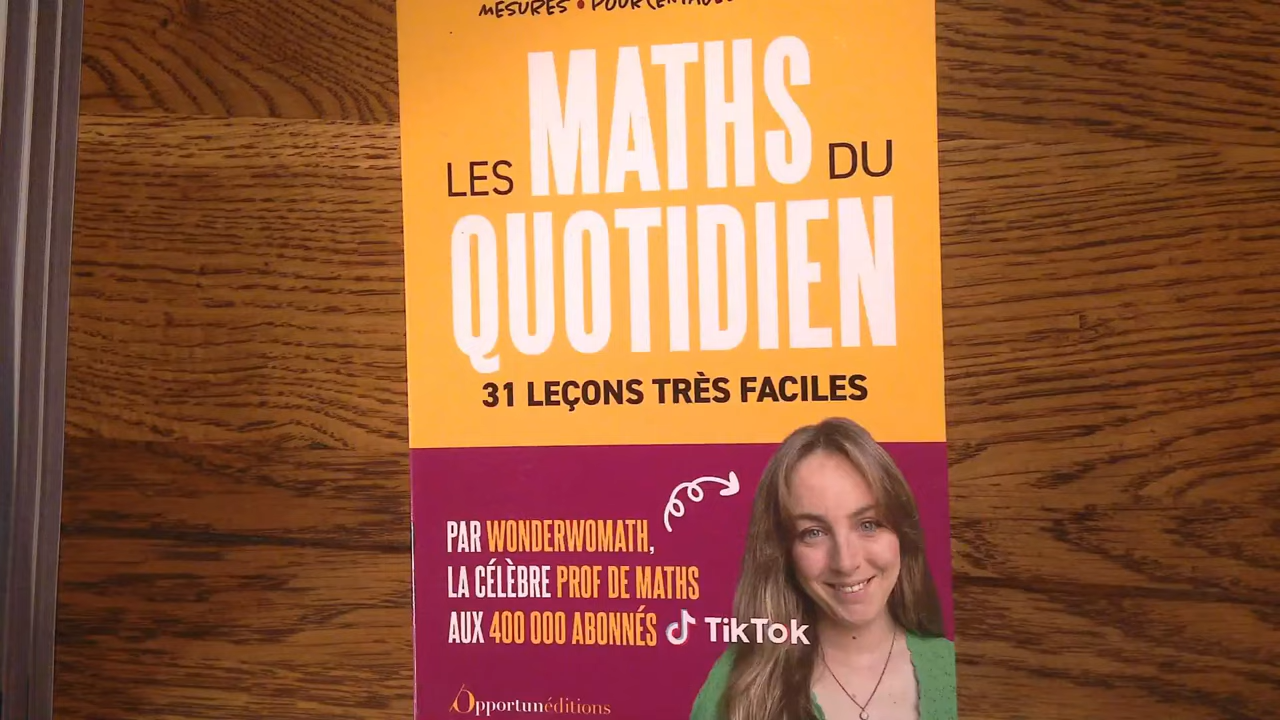 MESURES • POURCENTAGES
LES MATHS DU
QUOTIDIEN
31 LEÇONS TRÈS FACILES
PAR WONDERWOMATH,
LA CÉLÈBRE PROF DE MATHS
AUX 400 000 ABONNÉS TikTok
Opportunéditions